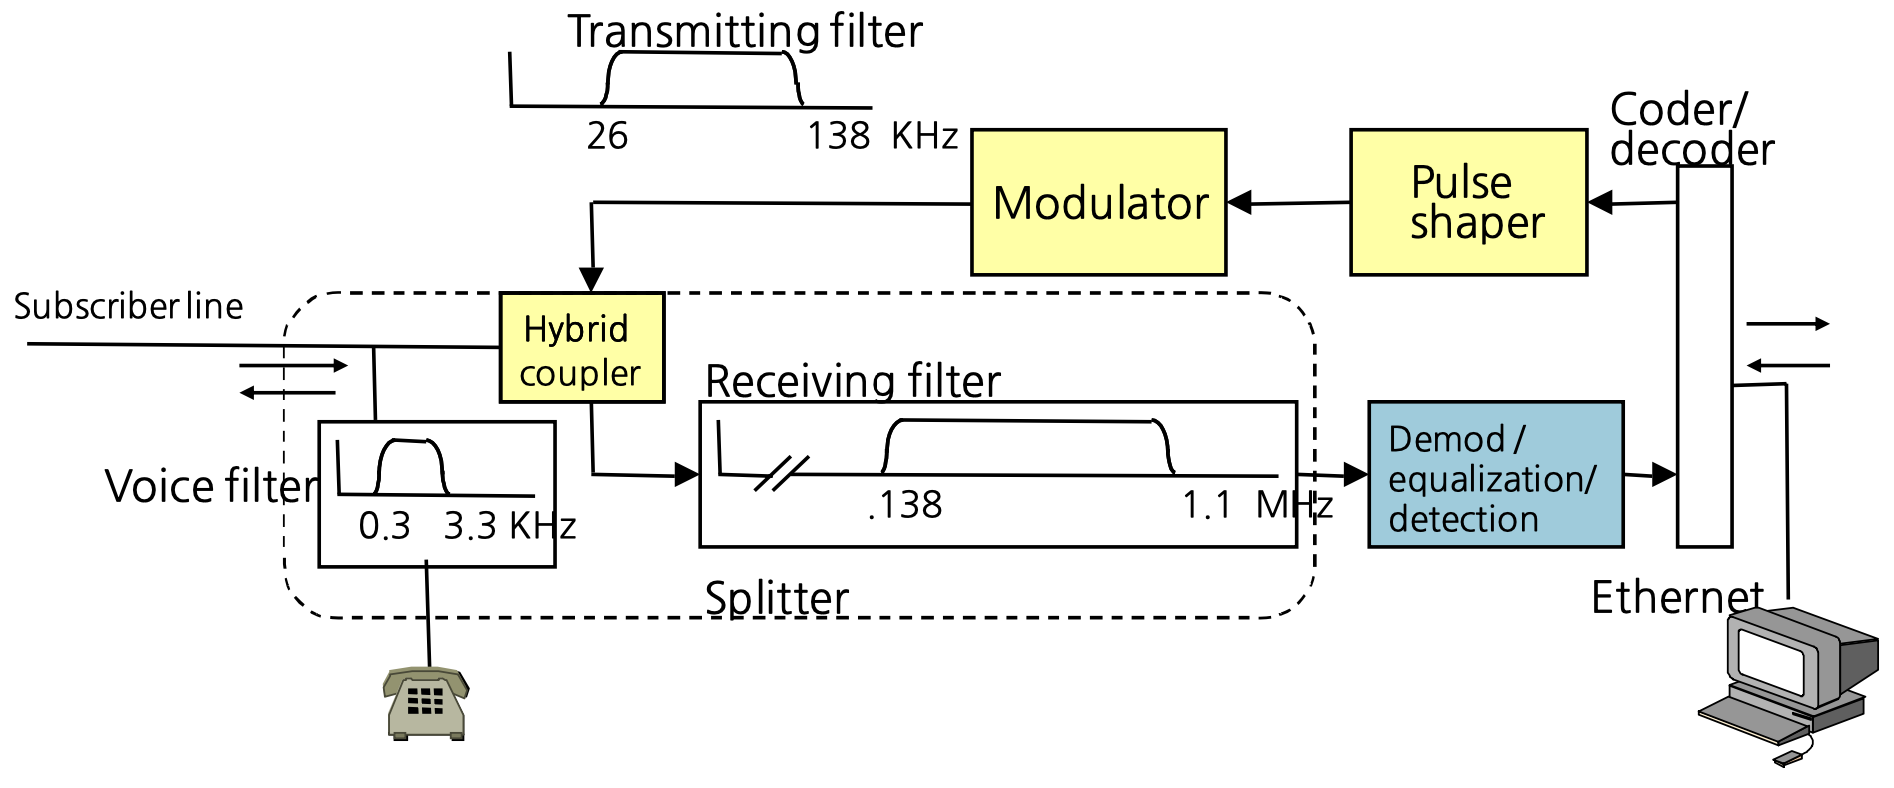 Transmitting filter
26
138 KHz
Coder/
decoder
Modulator
Pulse
shaper
Subscriber line
Hybrid
coupler
Receiving filter
.138
1.1 MHz
Demod /
equalization/
detection
Voice filter
0.3
3.3 KHz
Splitter
Ethernet